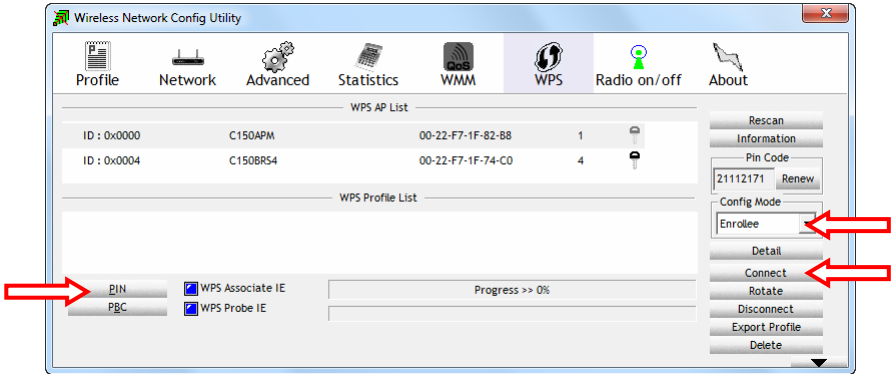 Wireless Network Config Utility
X
P
QoS
Profile Network Advanced Statistics WMM WPS Radio on/off About
WPS AP List
ID : 0x0000 C150APM 00-22-F7-1F-82-B8 1
ID : 0x0004 C150BRS4 00-22-F7-1F-74-C0 4
WPS Profile List
Rescan
Information
Pin Code
21112171 Renew
Config Mode
Enrollee
Detail
Connect
Rotate
Disconnect
Export Profile
Delete
PIN WPS Associate IE Progress >> 0%
PBC WPS Probe IE